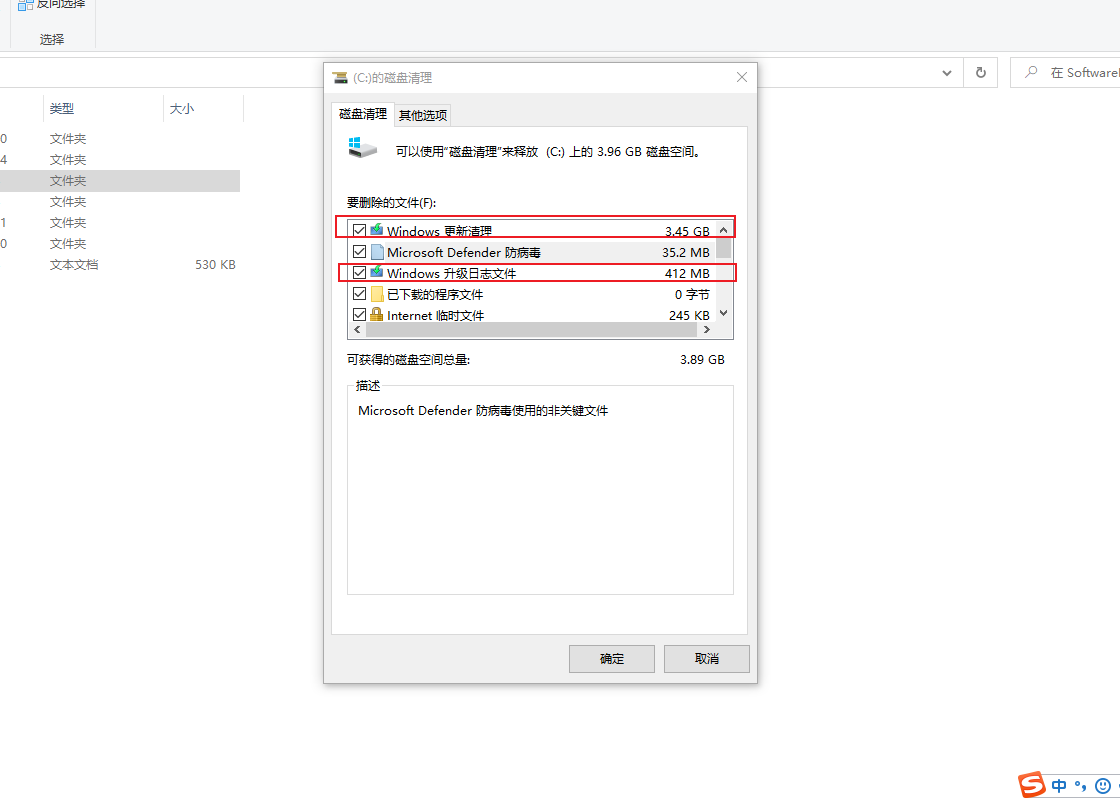 反向选择
选择
在 Software
类型 大小
0 文件夹
4 文件夹
文件夹
文件夹
1 文件夹
0 文件夹
文本文档 530 KB
(C:)的磁盘清理
磁盘清理 其他选项
可以使用“磁盘清理”来释放 (C:) 上的 3.96 GB 磁盘空间。
要删除的文件(F):
Windows 更新清理 3.45 GB
Microsoft Defender 防病毒 35.2 MB
Windows 升级日志文件 412 MB
已下载的程序文件 0 字节
Internet 临时文件 245 KB
可获得的磁盘空间总量: 3.89 GB
描述
Microsoft Defender 防病毒使用的非关键文件
确定 取消
S 中 °,